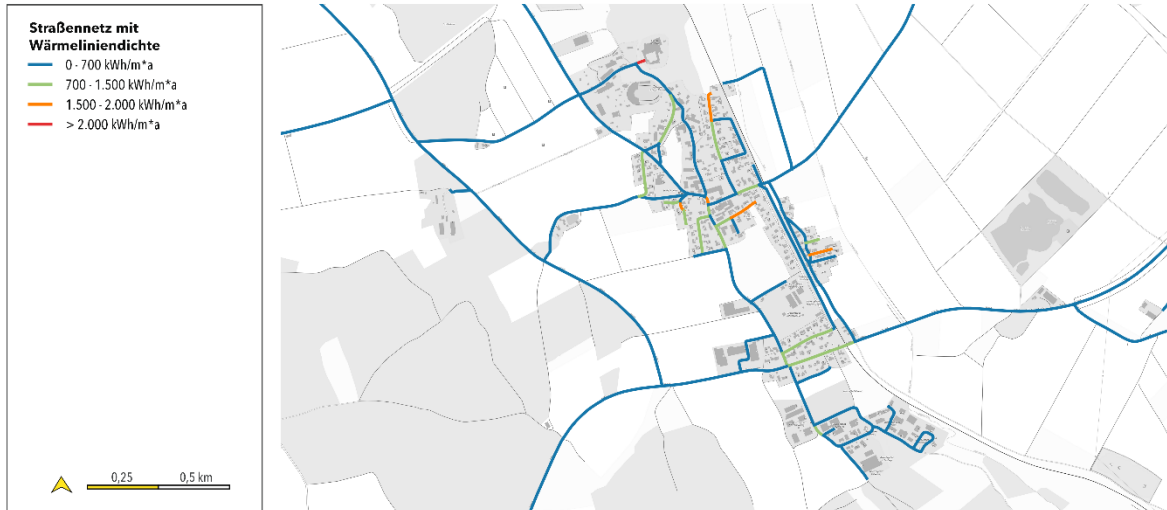 Straßennetz mit
Wärmeliniendichte
0 - 700 kWh/m*a
700 - 1.500 kWh/m*a
1.500 - 2.000 kWh/m*a
> 2.000 kWh/m*a
0,25 0,5 km